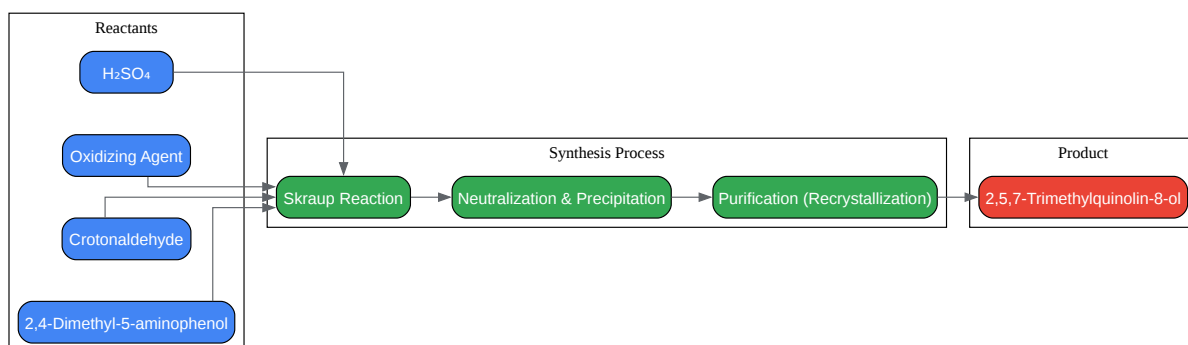 Reactants
H₂SO₄
Oxidizing Agent
Crotonaldehyde
2,4-Dimethyl-5-aminophenol
Synthesis Process
Skraup Reaction
Neutralization & Precipitation
Purification (Recrystallization)
Product
2,5,7-Trimethylquinolin-8-ol